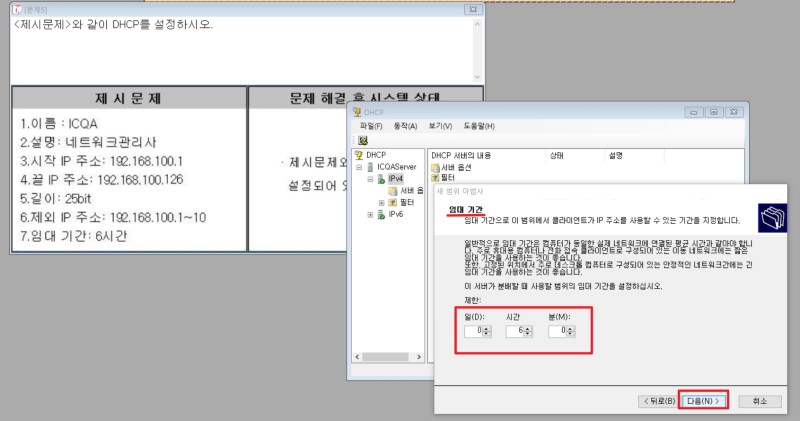 [문제5]
<제시문제>와 같이 DHCP를 설정하시오.
제 시 문 제
문제 해결 후 시스템 상태
1.이름 : ICQA
2.설명: 네트워크관리사
3.시작 IP 주소: 192.168.100.1
4.끝 IP 주소: 192.168.100.126
5.길이: 25bit
6.제외 IP 주소: 192.168.100.1~10
7.임대 기간: 6시간
· 제시문제와
설정되어 있
DHCP
파일(F) 동작(A) 보기(V) 도움말(H)
DHCP
ICQAServer
IPv4
서버 옵
필터
IPv6
DHCP 서버의 내용 상태 설명
서버 옵션
필터
새 범위 마법사
임대 기간
임대 기간으로 이 범위에서 클라이언트가 IP 주소를 사용할 수 있는 기간을 지정합니다.
일반적으로 임대 기간은 컴퓨터가 동일한 실제 네트워크에 연결된 평균 시간과 같아야 합니
다. 주로 휴대용 컴퓨터나 전화 접속 클라이언트로 구성되어 있는 이동 네트워크에는 짧은
임대 기간을 사용하는 것이 좋습니다.
또한, 고정된 위치에서 주로 데스크톱 컴퓨터로 구성되어 있는 안정적인 네트워크간에는 긴
임대 기간을 사용하는 것이 좋습니다.
이 서버가 분배할 때 사용할 범위의 임대 기간을 설정하십시오.
제한:
일(D): 시간 분(M):
0 6 0
< 뒤로(B) 다음(N) > 취소